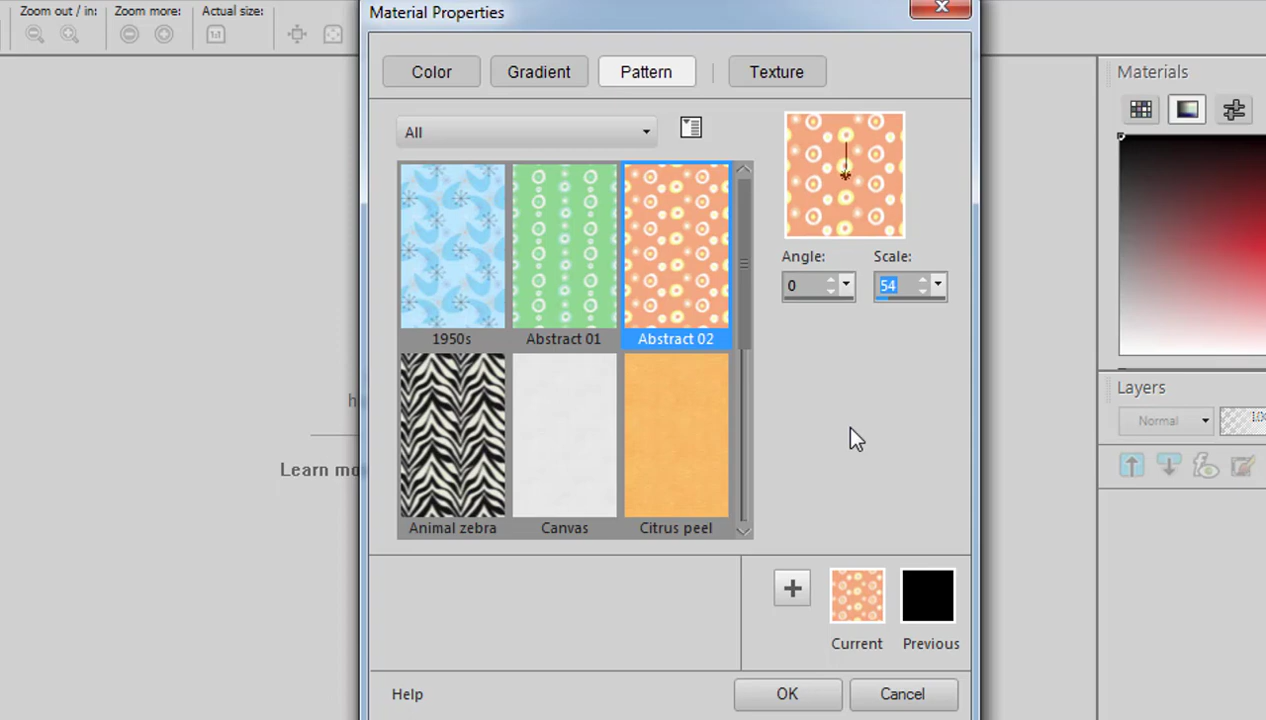 Zoom out / in:
Zoom more:
Actual size:
1:1
Material Properties
Color
Gradient
Pattern
Texture
Materials
All
Angle:
Scale:
0
54
1950s
Abstract 01
Abstract 02
Animal zebra
Canvas
Citrus peel
Layers
Normal
h
Learn mo
Current
Previous
Help
OK
Cancel